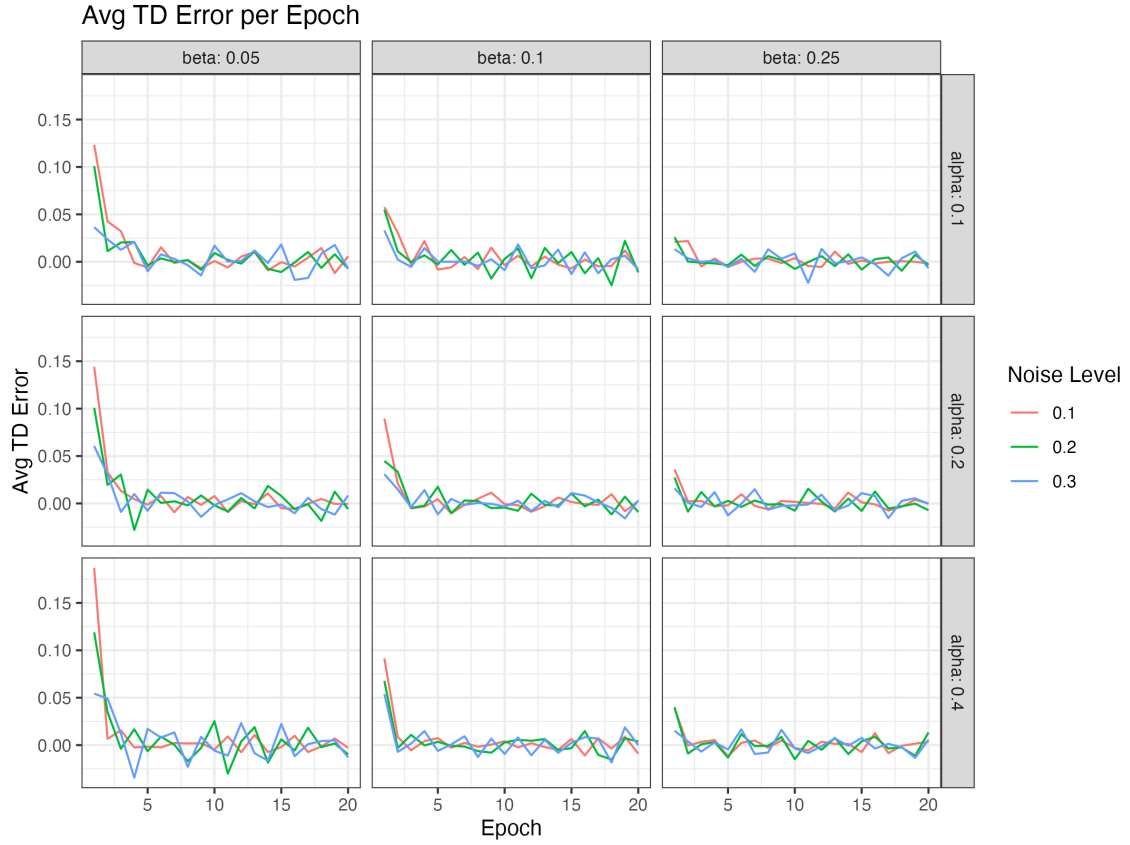 Avg TD Error per Epoch
beta: 0.05
beta: 0.1
beta: 0.25
0.15
0.10
0.05
0.00
alpha: 0.1
0.15
0.10
0.05
0.00
alpha: 0.2
0.15
0.10
0.05
0.00
alpha: 0.4
Avg TD Error
5 10 15 20
5 10 15 20
5 10 15 20
Epoch
Noise Level
0.1
0.2
0.3